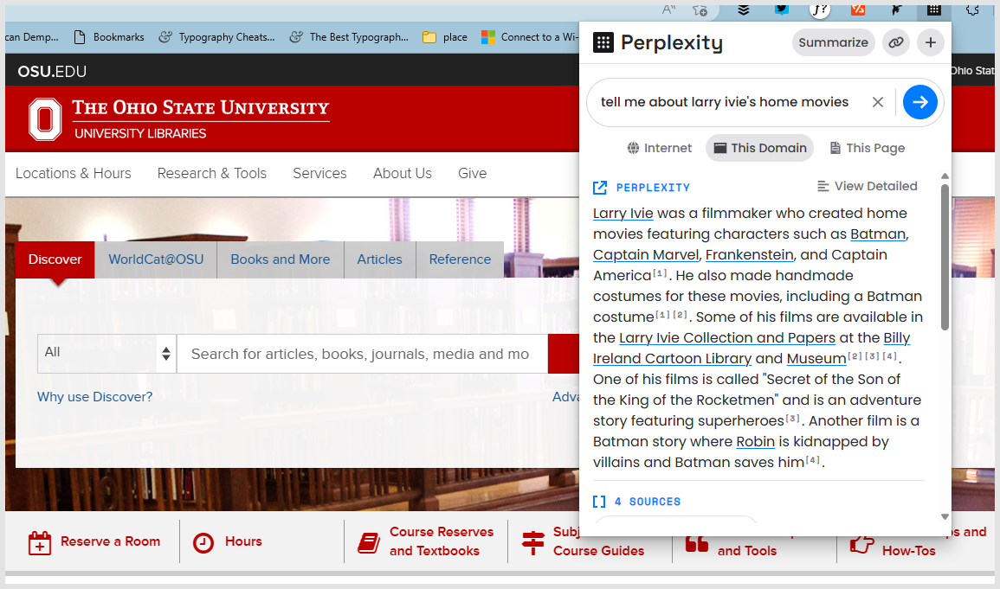 can Demp...
Bookmarks
Typography Cheats...
The Best Typograph...
place
Connect to a Wi-
OSU.EDU
Ohio Stat
THE OHIO STATE UNIVERSITY
UNIVERSITY LIBRARIES
Locations & Hours
Research & Tools
Services
About Us
Give
Discover
WorldCat@OSU
Books and More
Articles
Reference
All
Search for articles, books, journals, media and mo
Why use Discover?
Adva
Reserve a Room
Hours
Course Reserves
and Textbooks
Subj
Course Guides
and Tools
ps and
How-Tos
Perplexity
Summarize
tell me about larry ivie's home movies
Internet
This Domain
This Page
PERPLEXITY
View Detailed
Larry Ivie was a filmmaker who created home
movies featuring characters such as Batman,
Captain Marvel, Frankenstein, and Captain
America[1]. He also made handmade
costumes for these movies, including a Batman
costume[1][2]. Some of his films are available in
the Larry Ivie Collection and Papers at the Billy
Ireland Cartoon Library and Museum[2][3][4].
One of his films is called "Secret of the Son of
the King of the Rocketmen" and is an adventure
story featuring superheroes[3]. Another film is a
Batman story where Robin is kidnapped by
villains and Batman saves him[4].
4 SOURCES